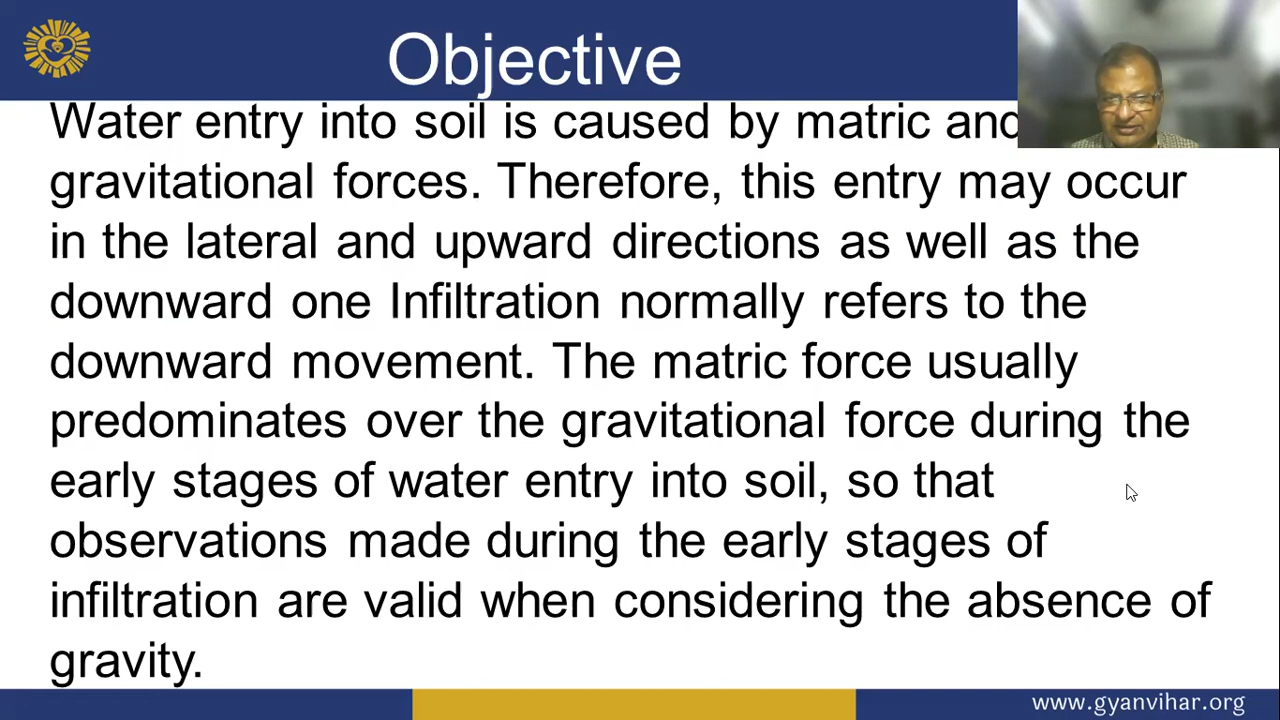 Objective
Water entry into soil is caused by matric and
gravitational forces. Therefore, this entry may occur
in the lateral and upward directions as well as the
downward one Infiltration normally refers to the
downward movement. The matric force usually
predominates over the gravitational force during the
early stages of water entry into soil, so that
observations made during the early stages of
infiltration are valid when considering the absence of
gravity.
www.gyanvihar.org